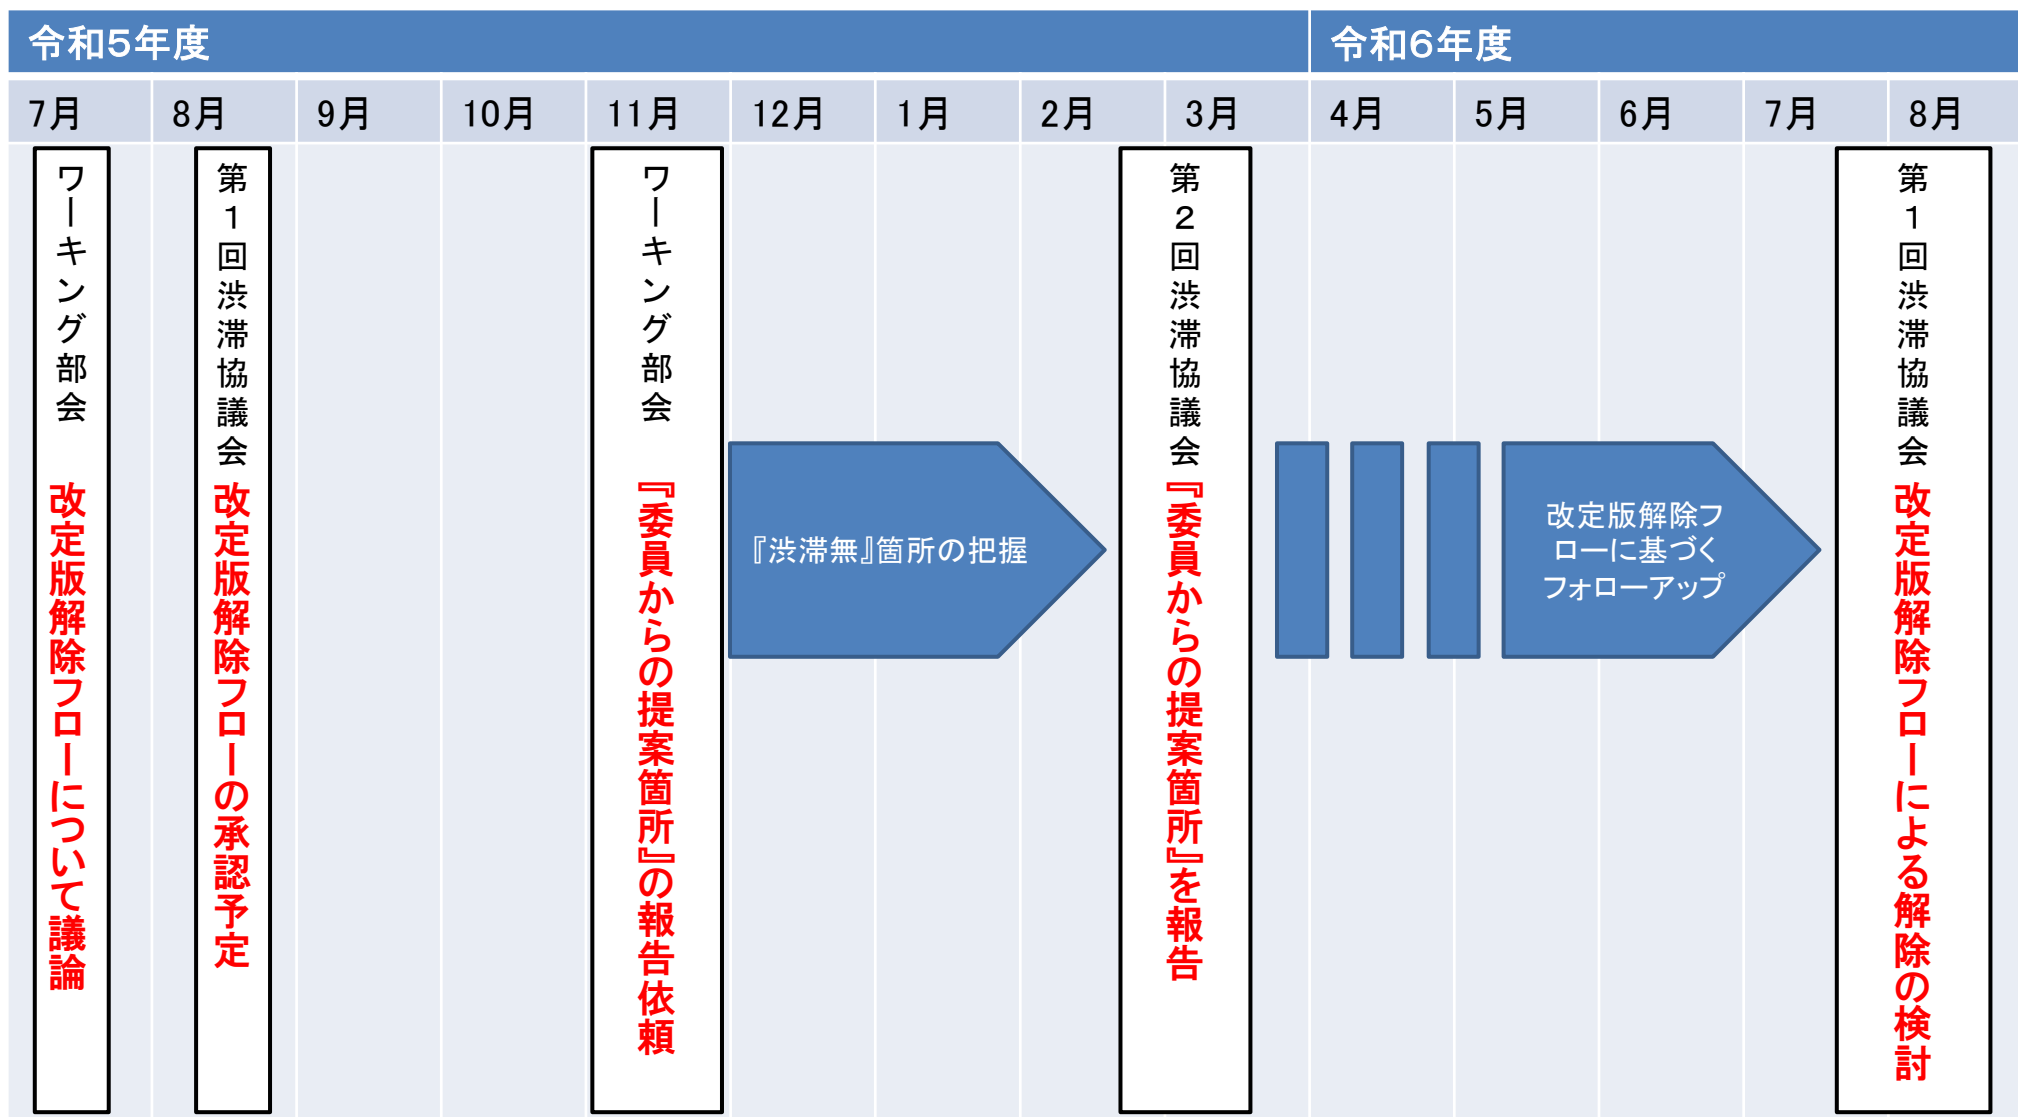 令和5年度
令和6年度
7月
8月
9月
10月
11月
12月
1月
2月
3月
4月
5月
6月
7月
8月
ワーキング部会 改定版解除フローについて議論
第1回渋滞協議会 改定版解除フローの承認予定
ワーキング部会 『委員からの提案箇所』の報告依頼
『渋滞無』箇所の把握
第2回渋滞協議会 『委員からの提案箇所』を報告
改定版解除フ
ローに基づく
フォローアップ
第1回渋滞協議会 改定版解除フローによる解除の検討